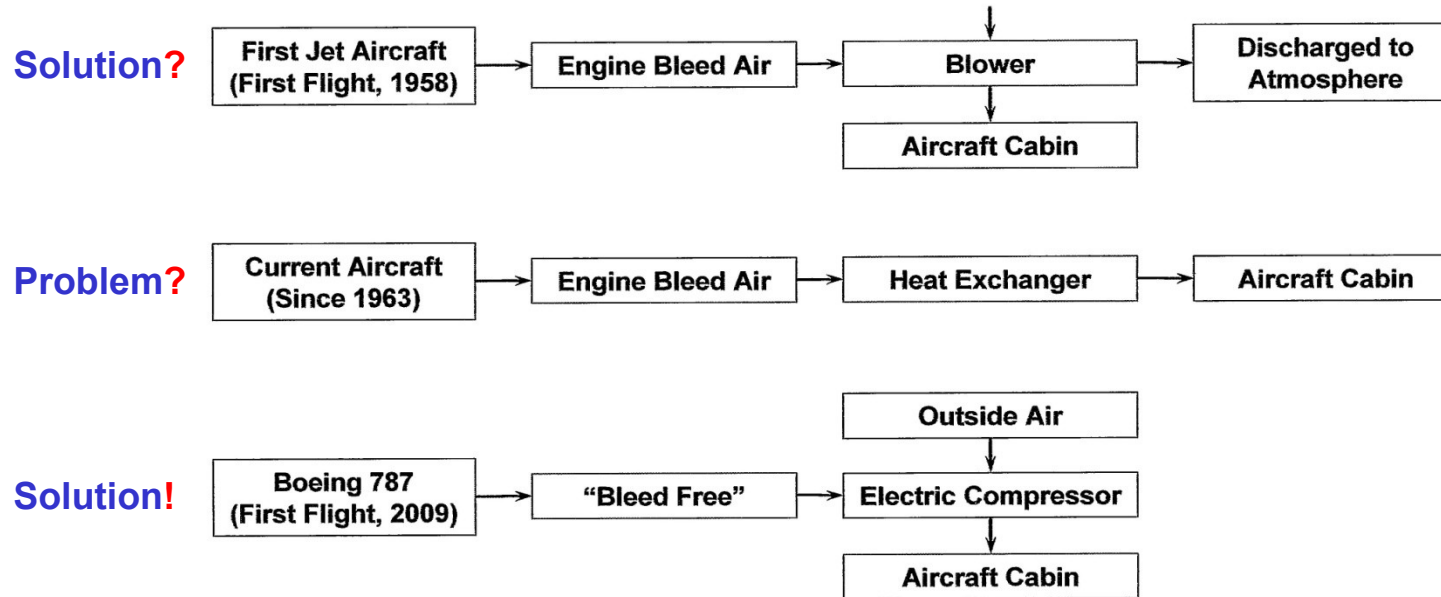 Solution?
First Jet Aircraft
(First Flight, 1958)
Engine Bleed Air
Blower
Discharged to
Atmosphere
Aircraft Cabin
Problem?
Current Aircraft
(Since 1963)
Engine Bleed Air
Heat Exchanger
Aircraft Cabin
Outside Air
Solution!
Boeing 787
(First Flight, 2009)
“Bleed Free”
Electric Compressor
Aircraft Cabin